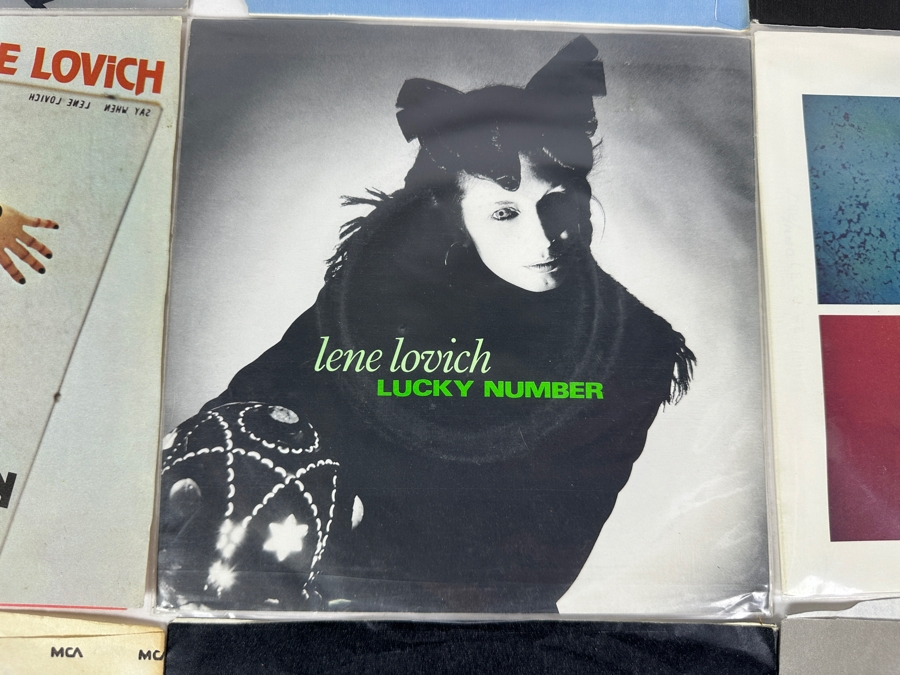 E LOVICH
SAY WHEN LENE LOVICH
lene lovich
LUCKY NUMBER
MCA
MCA